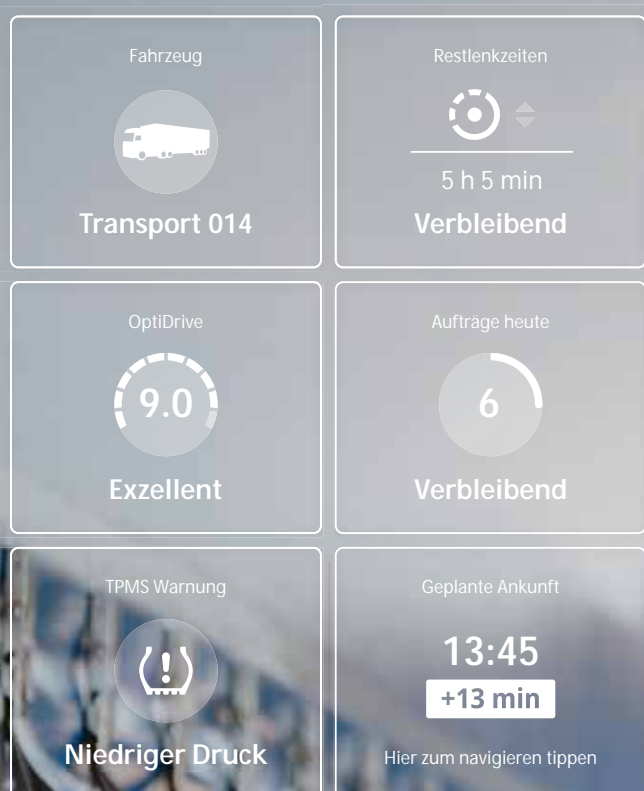 Fahrzeug
Transport 014
Restlenkzeiten
5 h 5 min
Verbleibend
OptiDrive
9.0
Exzellent
Aufträge heute
6
Verbleibend
TPMS Warnung
Niedriger Druck
Geplante Ankunft
13:45
+13 min
Hier zum navigieren tippen